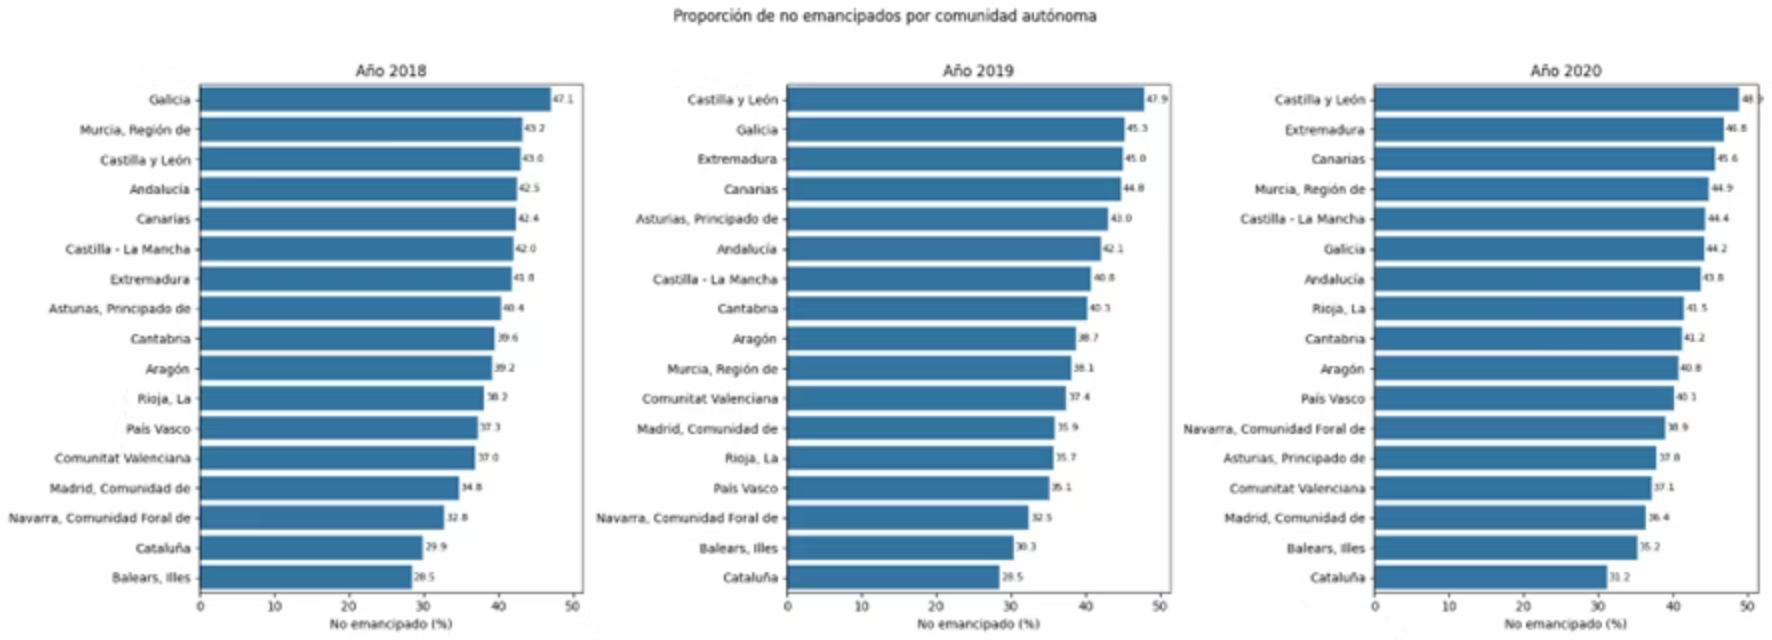 Proporción de no emancipados por comunidad autónoma
Año 2018
Galicia 47.1
Murcia, Región de 43.2
Castilla y León 43.0
Andalucía 42.5
Canarias 42.4
Castilla - La Mancha 42.0
Extremadura 41.8
Asturias, Principado de 40.4
Cantabria 39.6
Aragón 39.2
Rioja, La 38.2
País Vasco 37.3
Comunitat Valenciana 37.0
Madrid, Comunidad de 34.8
Navarra, Comunidad Foral de 32.8
Cataluña 29.9
Balears, Illes 28.5
0 10 20 30 40 50
No emancipado (%)
Año 2019
Castilla y León 47.9
Galicia 45.3
Extremadura 45.0
Canarias 44.8
Asturias, Principado de 43.0
Andalucía 42.1
Castilla - La Mancha 40.8
Cantabria 40.3
Aragón 38.7
Murcia, Región de 38.1
Comunitat Valenciana 37.4
Madrid, Comunidad de 35.9
Rioja, La 35.7
País Vasco 35.1
Navarra, Comunidad Foral de 32.5
Balears, Illes 30.3
Cataluña 28.5
0 10 20 30 40 50
No emancipado (%)
Año 2020
Castilla y León 48.9
Extremadura 46.8
Canarias 45.6
Murcia, Región de 44.9
Castilla - La Mancha 44.4
Galicia 44.2
Andalucía 43.8
Rioja, La 41.5
Cantabria 41.2
Aragón 40.8
País Vasco 40.1
Navarra, Comunidad Foral de 38.9
Asturias, Principado de 37.8
Comunitat Valenciana 37.1
Madrid, Comunidad de 36.4
Balears, Illes 35.2
Cataluña 31.2
0 10 20 30 40 50
No emancipado (%)